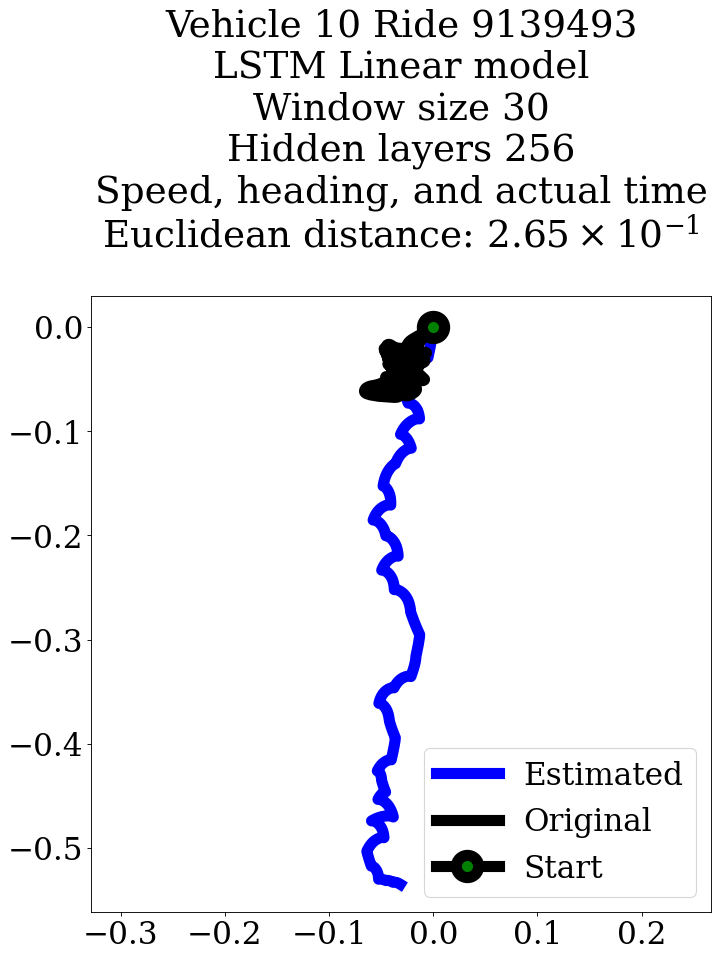 Vehicle 10 Ride 9139493
LSTM Linear model
Window size 30
Hidden layers 256
Speed, heading, and actual time
Euclidean distance: 2.65 × 10⁻¹
0.0
−0.1
−0.2
−0.3
−0.4
−0.5
Estimated
Original
Start
−0.3 −0.2 −0.1 0.0 0.1 0.2